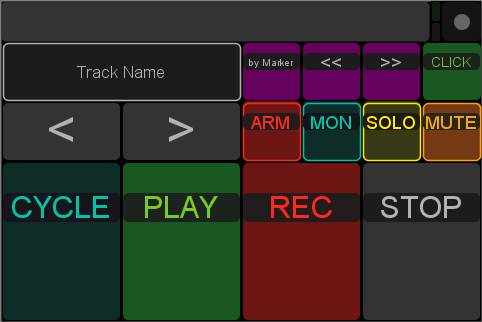 Track Name
by Marker
<<
>>
CLICK
<
>
ARM
MON
SOLO
MUTE
CYCLE
PLAY
REC
STOP